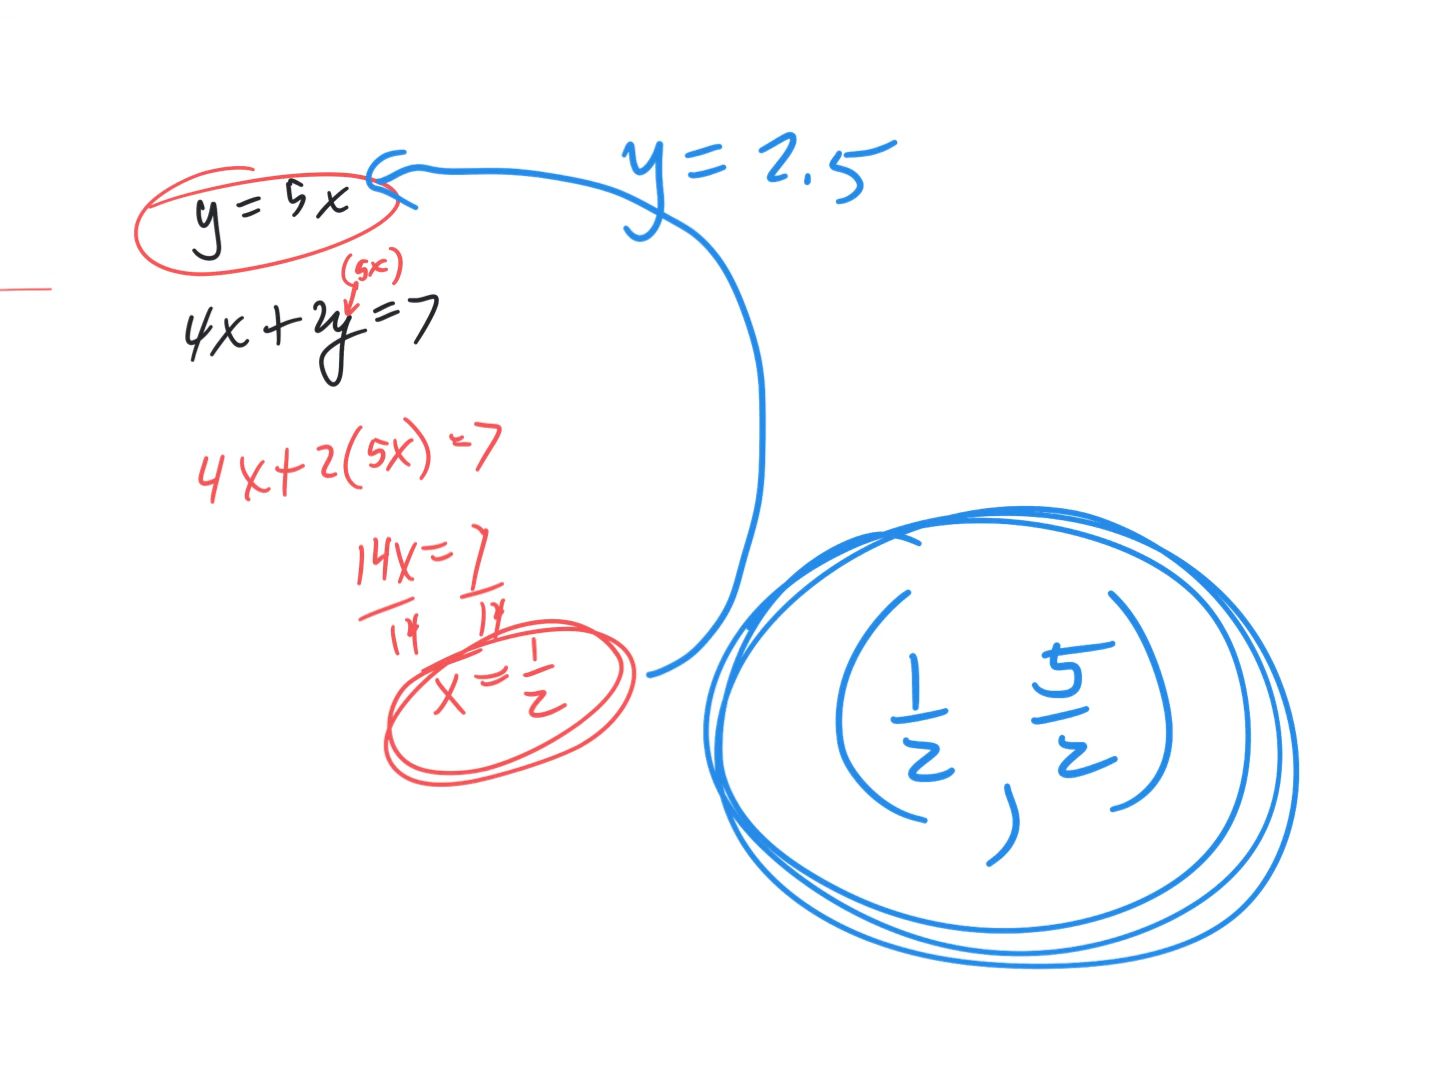 y = 5x
y = 2.5
(5x)
4x + 2y = 7
4x + 2(5x) = 7
14x = 7
14 14
x = 1/2
(1/2, 5/2)